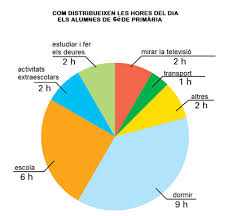 COM DISTRIBUEIXEN LES HORES DEL DIA
ELS ALUMNES DE 6è DE PRIMÀRIA
estudiar i fer
els deures
2 h
mirar la televisió
2 h
activitats
extraescolars
2 h
transport
1 h
altres
2 h
escola
6 h
dormir
9 h